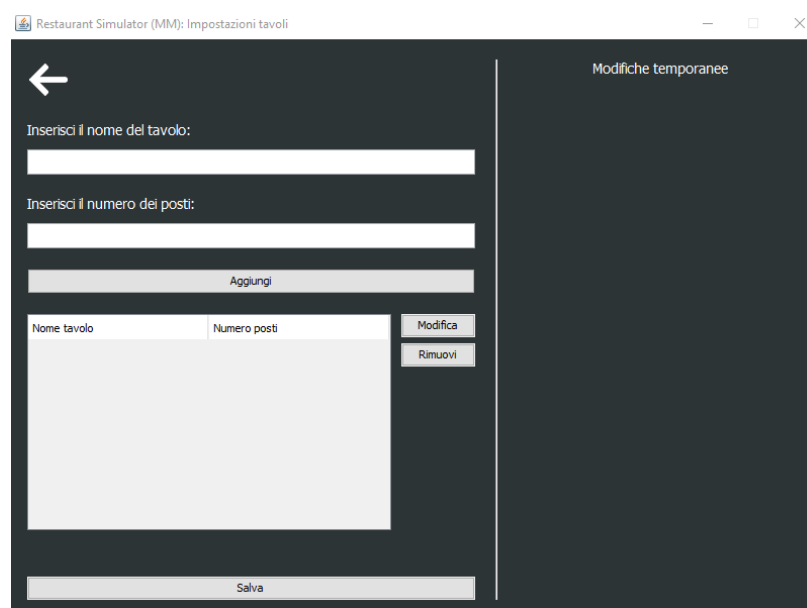 Restaurant Simulator (MM): Impostazioni tavoli
Inserisci il nome del tavolo:
Inserisci il numero dei posti:
Aggiungi
Nome tavolo Numero posti
Modifica
Rimuovi
Salva
Modifiche temporanee